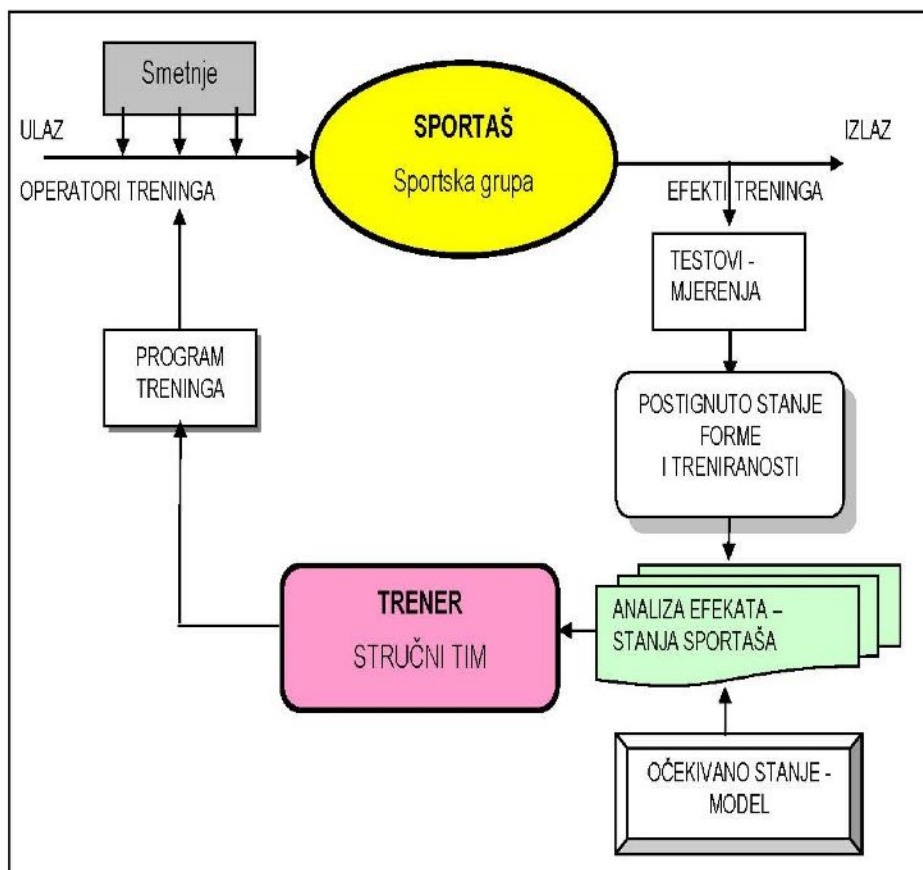 Smetnje
ULAZ
SPORTAŠ
Sportska grupa
IZLAZ
OPERATORI TRENINGA
EFEKTI TRENINGA
TESTOVI -
MJERENJA
PROGRAM
TRENINGA
POSTIGNUTO STANJE
FORME
I TRENIRANOSTI
TRENER
STRUČNI TIM
ANALIZA EFEKATA –
STANJA SPORTAŠA
OČEKIVANO STANJE -
MODEL